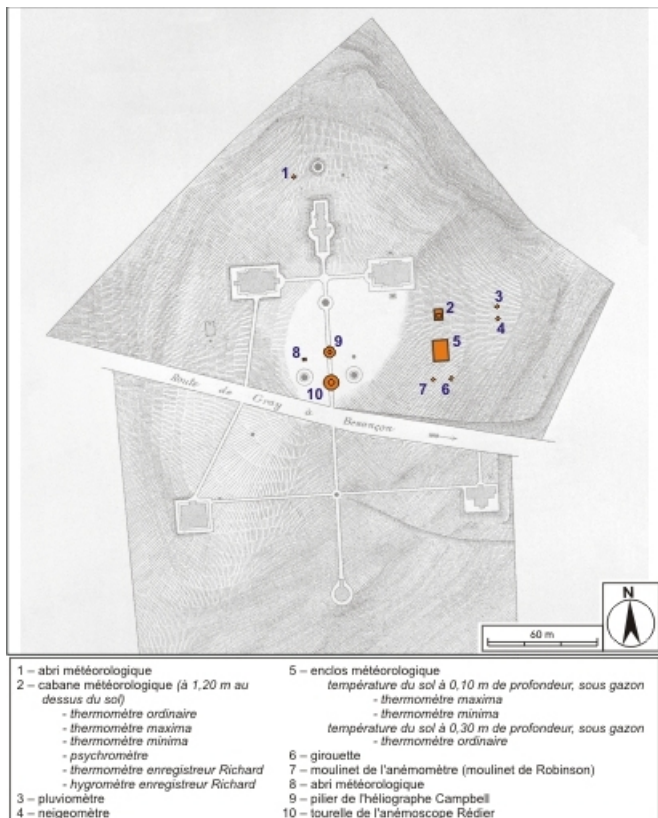 1
2
3
4
5
6
7
8
9
10
Route de Gray à Besançon
N
60 m
1 – abri météorologique
2 – cabane météorologique (à 1,20 m au
dessus du sol)
- thermomètre ordinaire
- thermomètre maxima
- thermomètre minima
- psychromètre
- thermomètre enregistreur Richard
- hygromètre enregistreur Richard
3 – pluviomètre
4 – neigeomètre
5 – enclos météorologique
température du sol à 0,10 m de profondeur, sous gazon
- thermomètre maxima
- thermomètre minima
température du sol à 0,30 m de profondeur, sous gazon
- thermomètre ordinaire
6 – girouette
7 – moulinet de l'anémomètre (moulinet de Robinson)
8 – abri météorologique
9 – pilier de l'héliographe Campbell
10 – tourelle de l'anémoscope Rédier